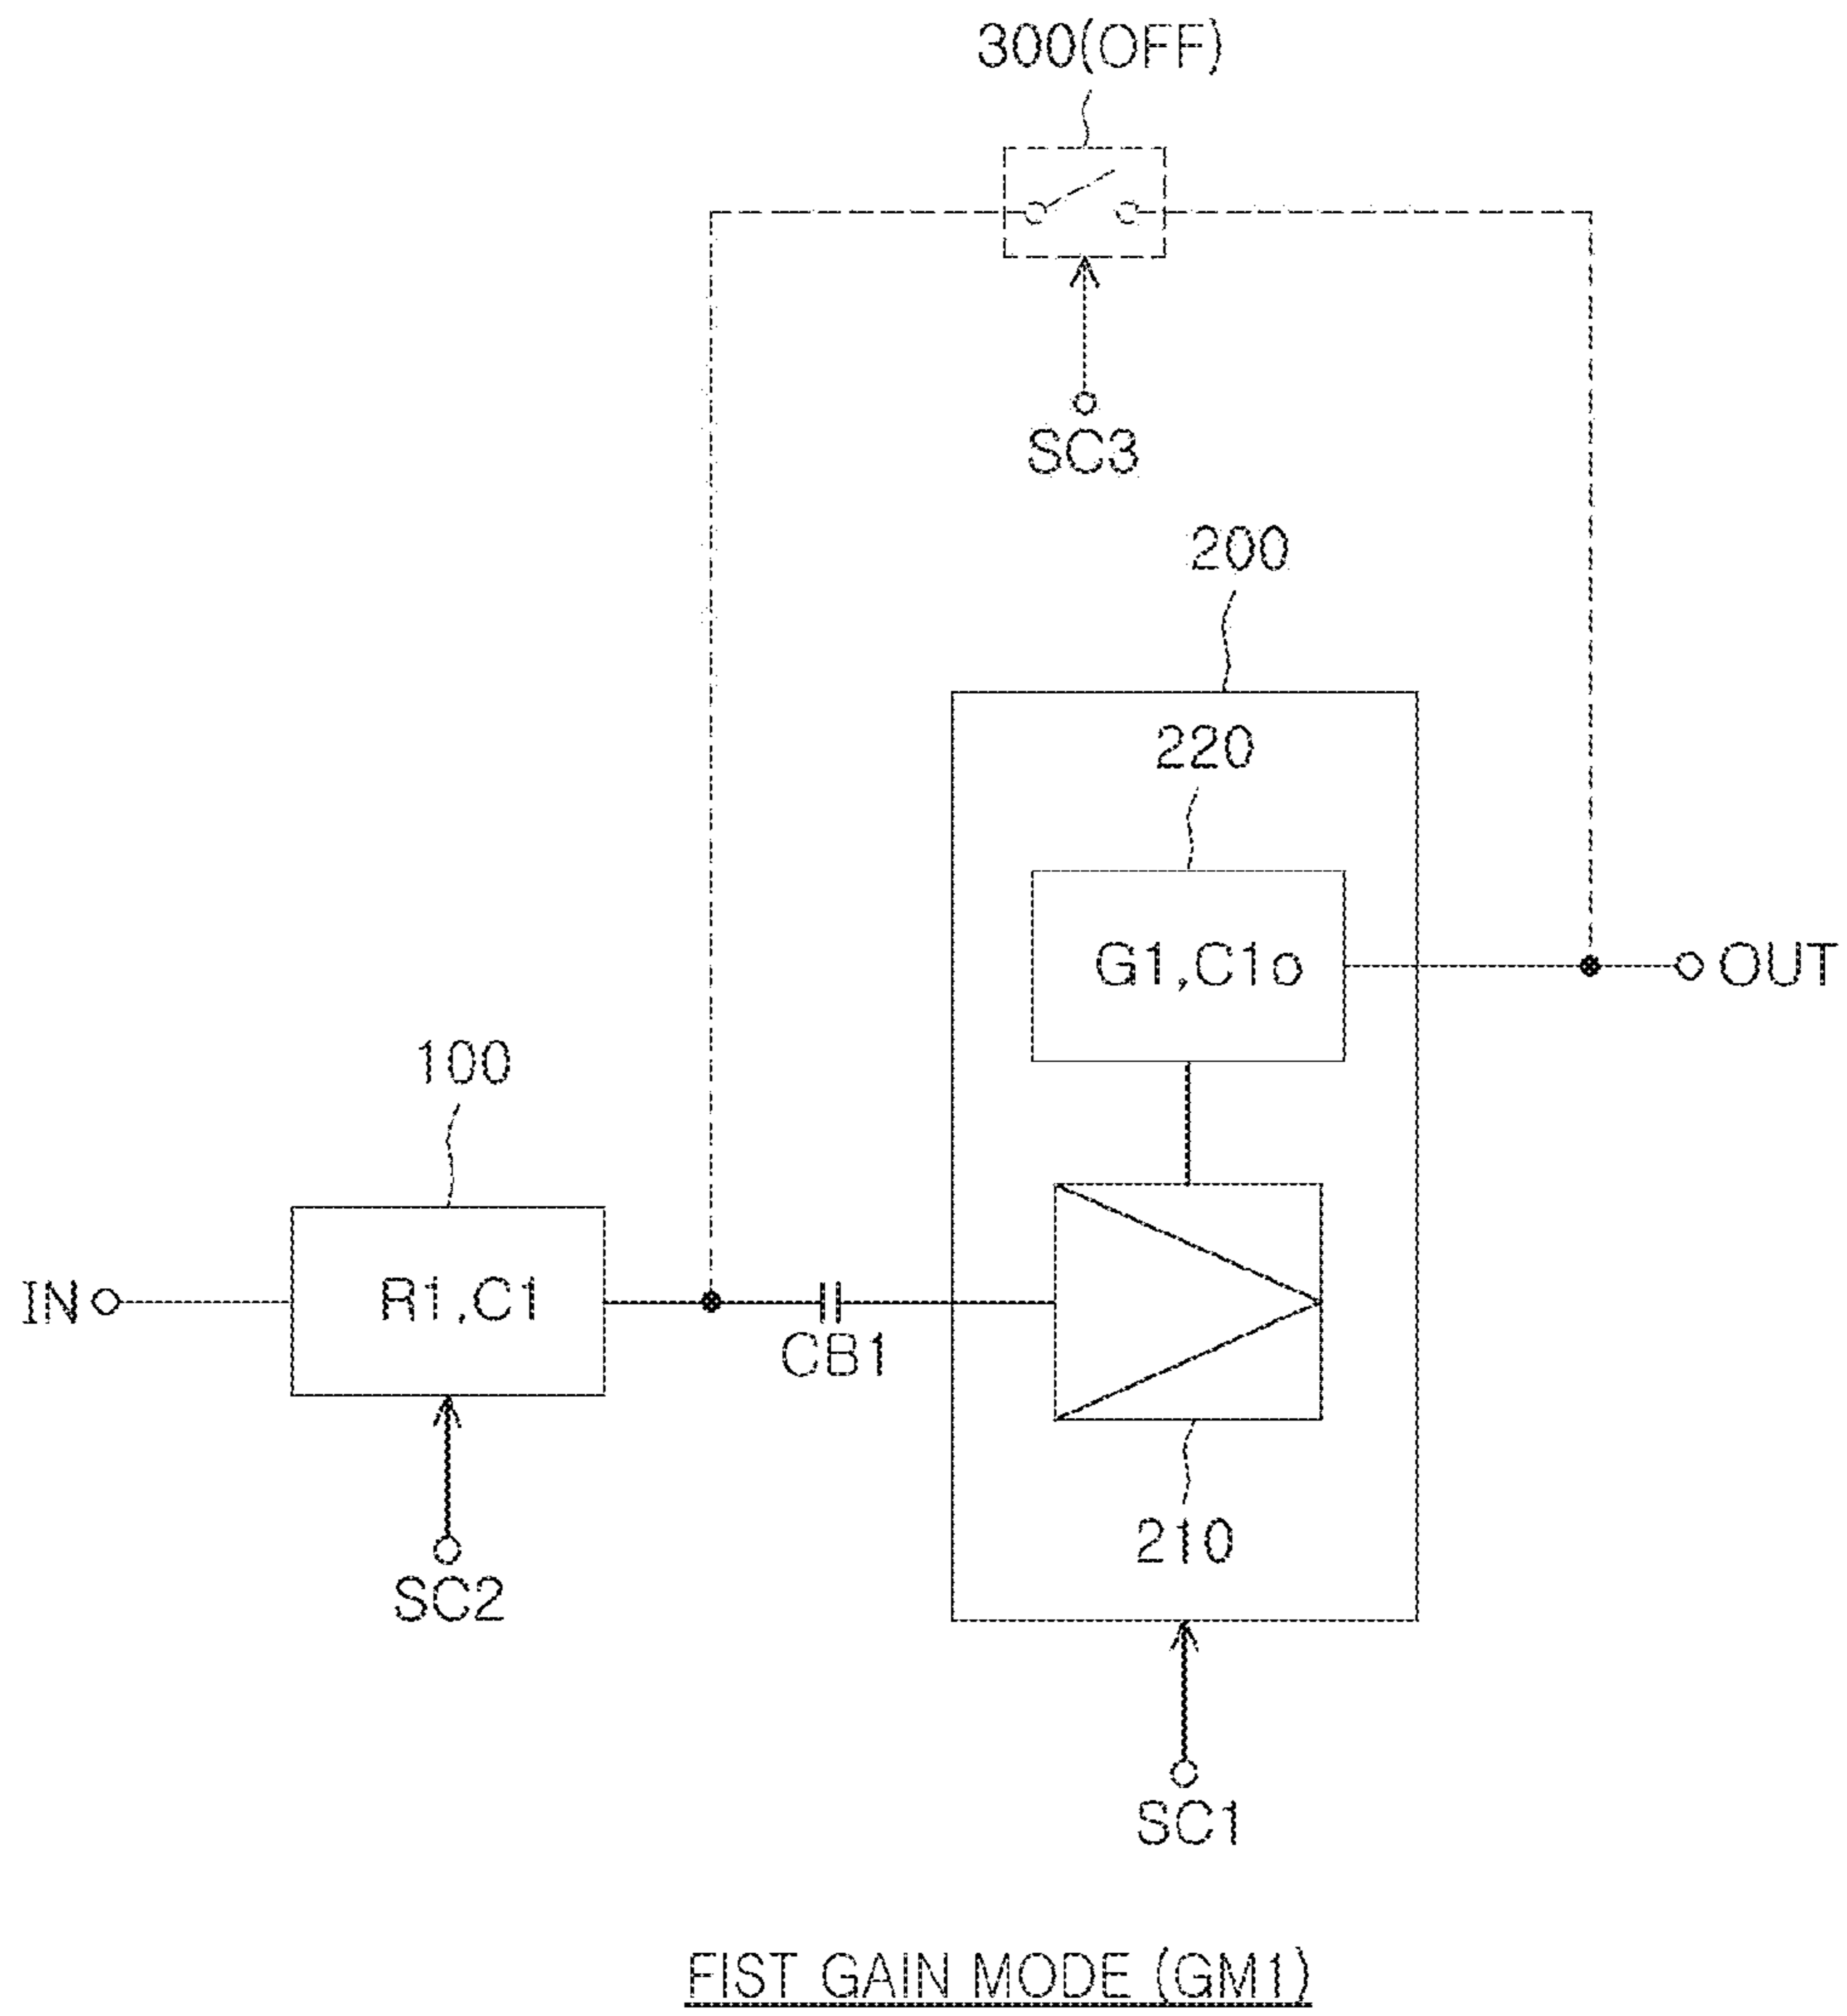 300(OFF)
SC3
200
220
G1,C1o
OUT
100
IN
R1,C1
CB1
210
SC2
SC1
FIST GAIN MODE (GM1)